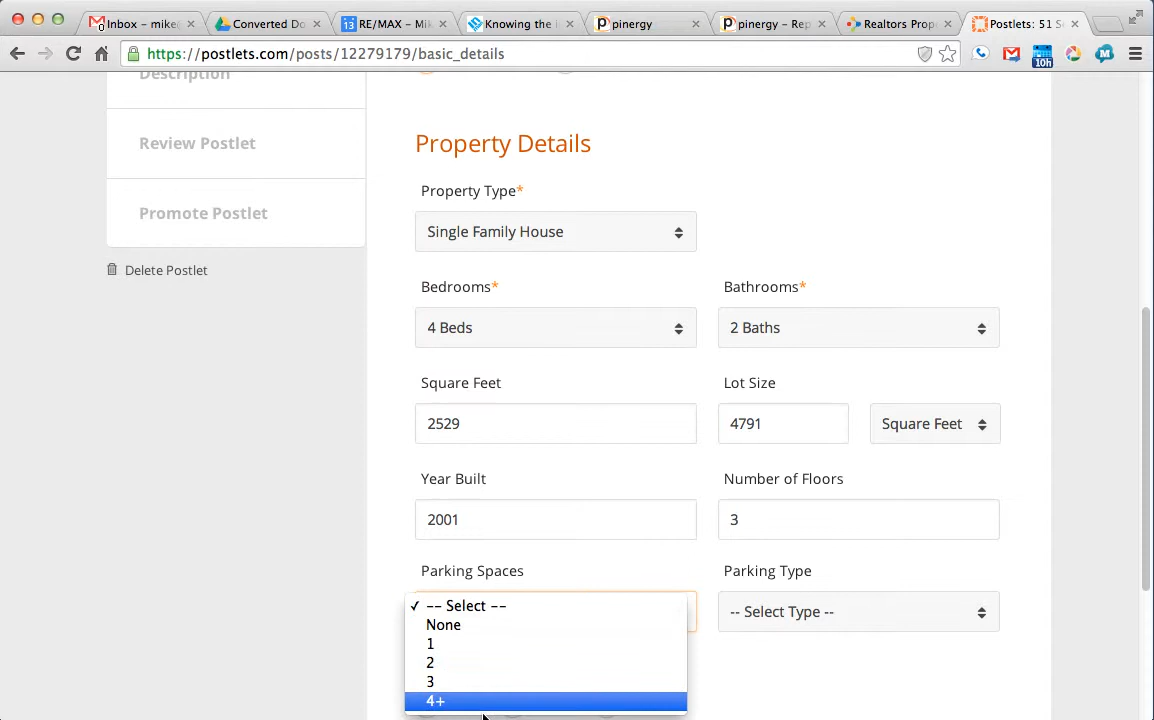 Inbox – mike@
Converted Do
13 RE/MAX – Mik
Knowing the
pinergy
pinergy – Rep
Realtors Prop
Postlets: 51 S
https://postlets.com/posts/12279179/basic_details
10h
Description
Review Postlet
Promote Postlet
Delete Postlet
Property Details
Property Type*
Single Family House
Bedrooms* Bathrooms*
4 Beds 2 Baths
Square Feet Lot Size
2529 4791 Square Feet
Year Built Number of Floors
2001 3
Parking Spaces Parking Type
✓ -- Select -- -- Select Type --
None
1
2
3
4+